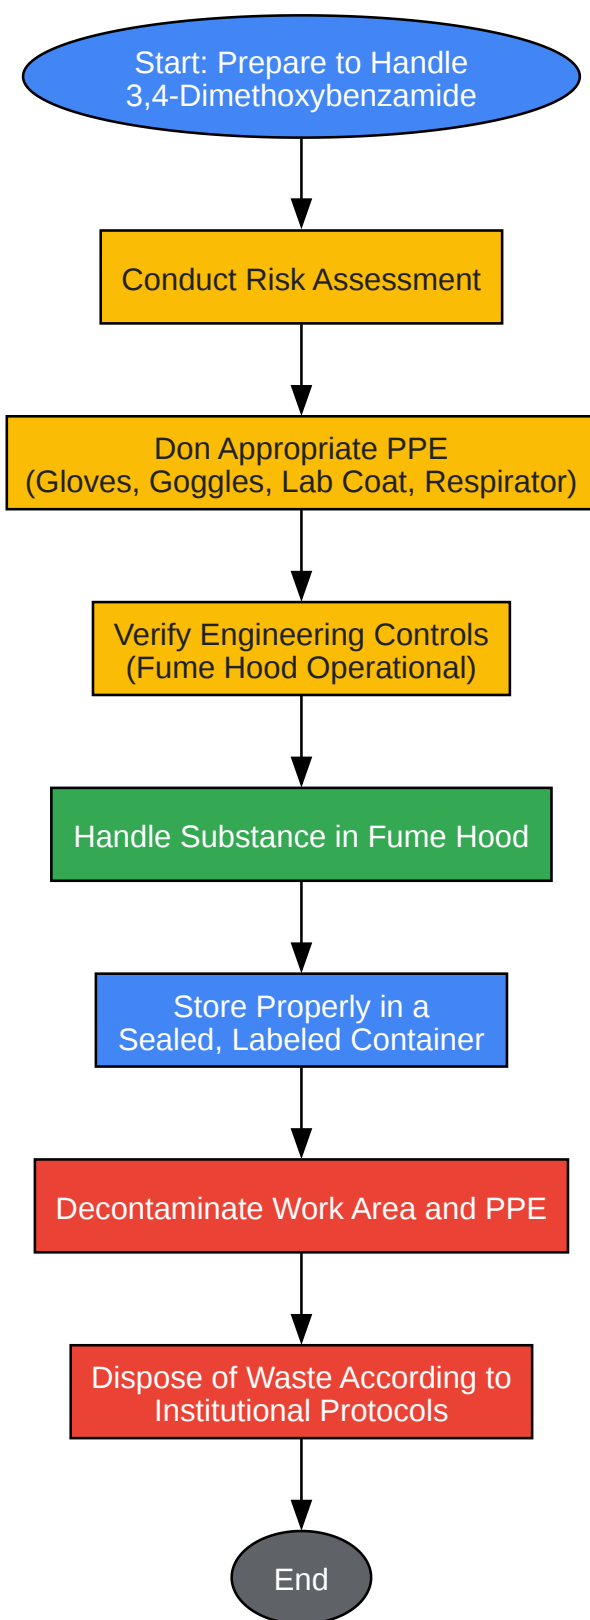 Start: Prepare to Handle
3,4-Dimethoxybenzamide
Conduct Risk Assessment
Don Appropriate PPE
(Gloves, Goggles, Lab Coat, Respirator)
Verify Engineering Controls
(Fume Hood Operational)
Handle Substance in Fume Hood
Store Properly in a
Sealed, Labeled Container
Decontaminate Work Area and PPE
Dispose of Waste According to
Institutional Protocols
End